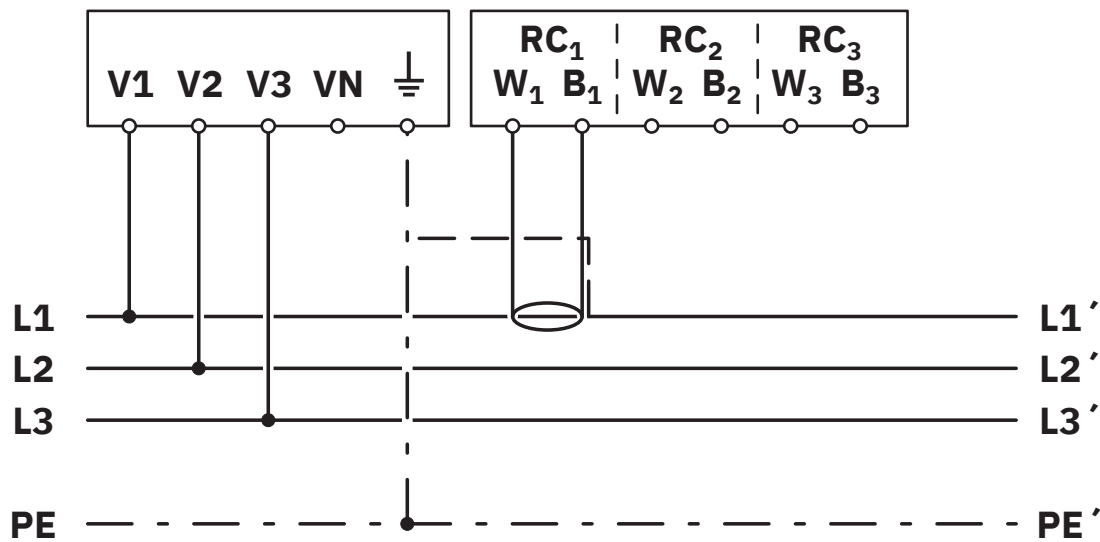 RC₁ RC₂ RC₃
V1 V2 V3 VN W₁ B₁ W₂ B₂ W₃ B₃
L1 L1´
L2 L2´
L3 L3´
PE PE´